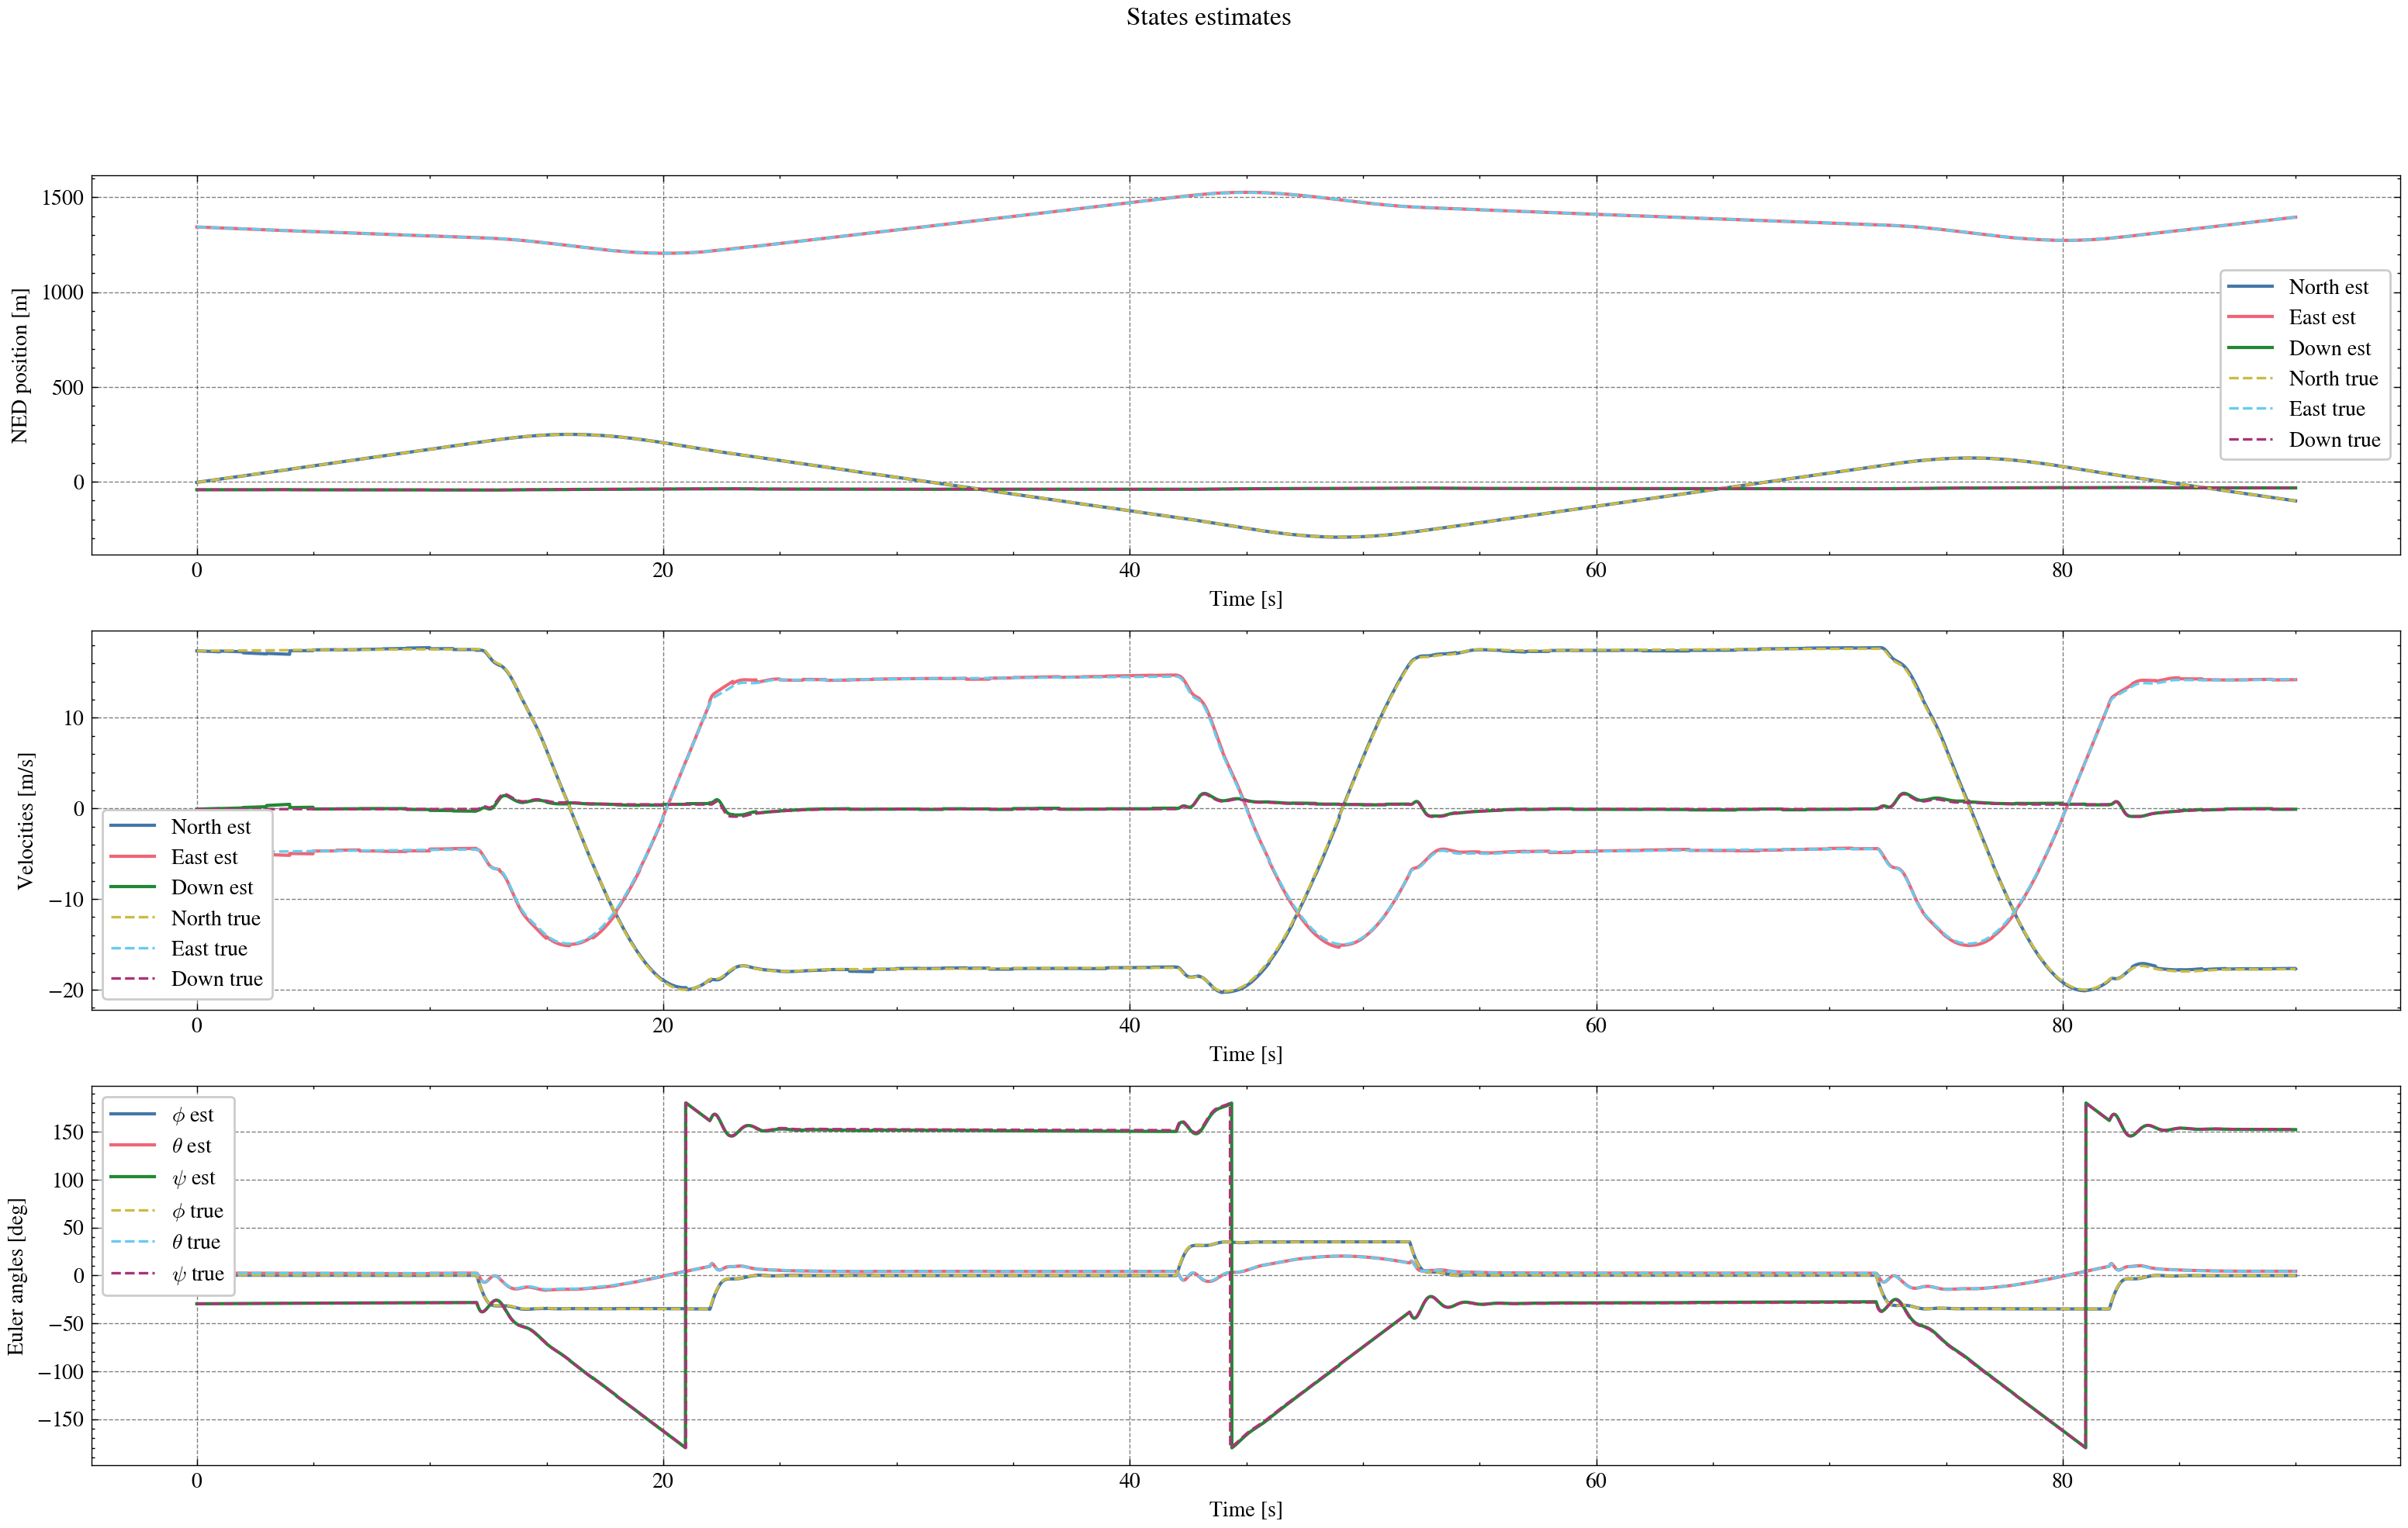 States estimates
NED position [m]
1500
1000
500
0
North est
East est
Down est
North true
East true
Down true
0 20 40 60 80
Time [s]
Velocities [m/s]
10
0
−10
−20
North est
East est
Down est
North true
East true
Down true
0 20 40 60 80
Time [s]
Euler angles [deg]
150
100
50
0
−50
−100
−150
ϕ est
θ est
ψ est
ϕ true
θ true
ψ true
0 20 40 60 80
Time [s]